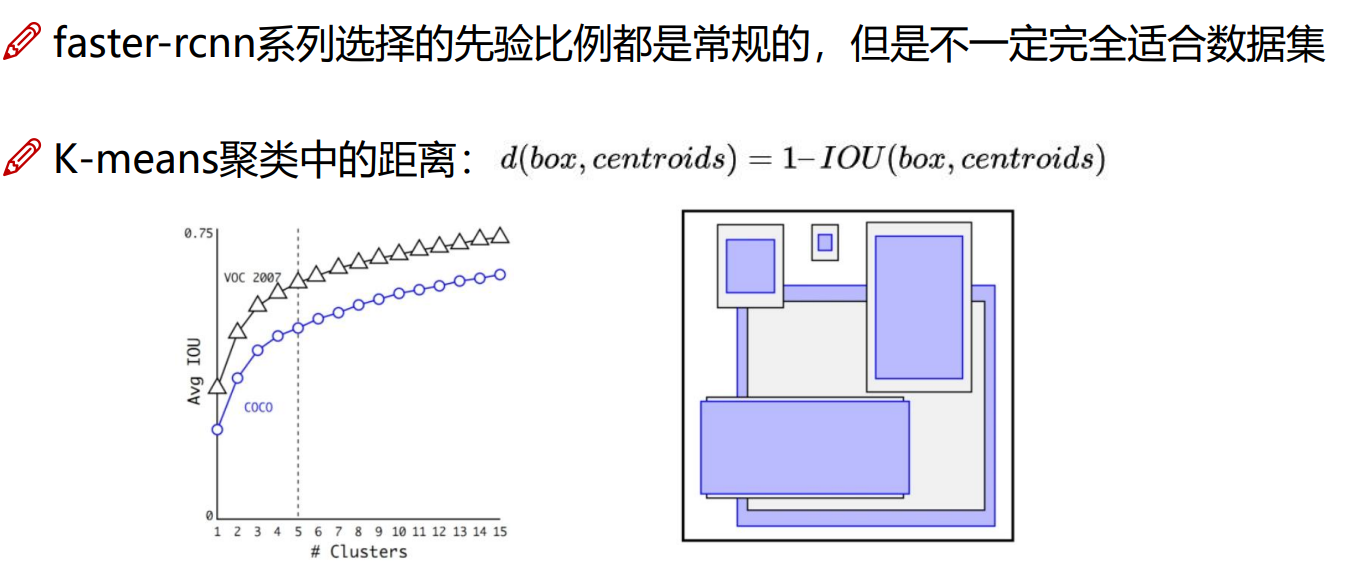 faster-rcnn系列选择的先验比例都是常规的，但是不一定完全适合数据集
K-means聚类中的距离： d(box, centroids) = 1–IOU(box, centroids)
0.75
VOC 2007
Avg IOU
COCO
0
1 2 3 4 5 6 7 8 9 10 11 12 13 14 15
# Clusters